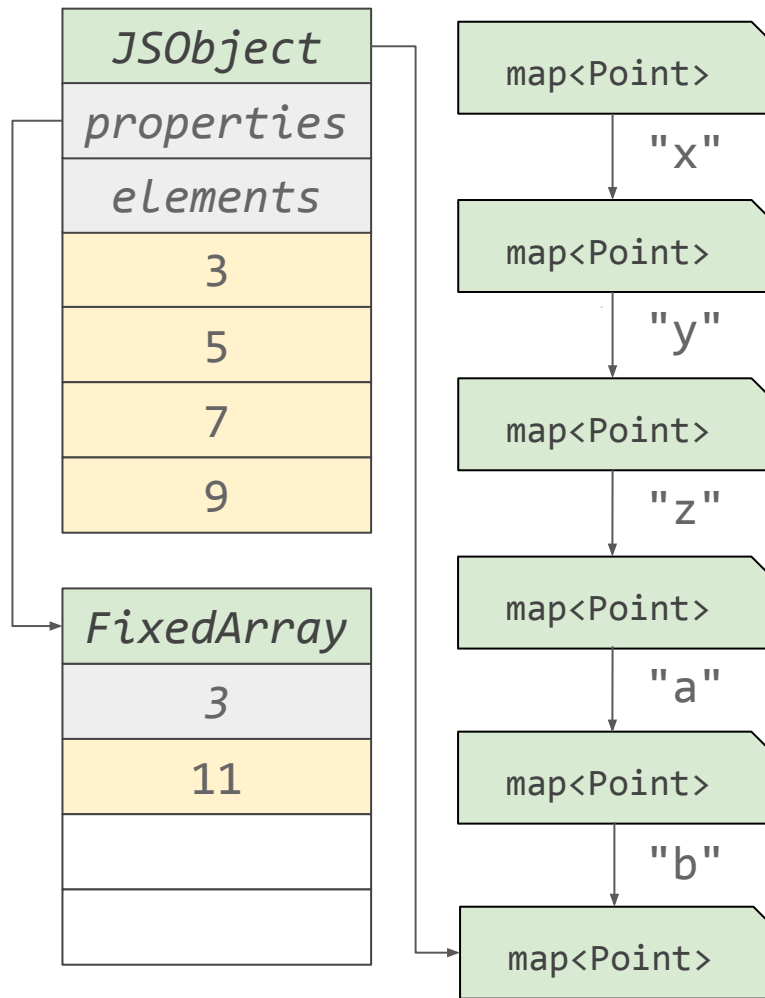 JSObject
properties
elements
3
5
7
9
FixedArray
3
11
map<Point>
"x"
map<Point>
"y"
map<Point>
"z"
map<Point>
"a"
map<Point>
"b"
map<Point>